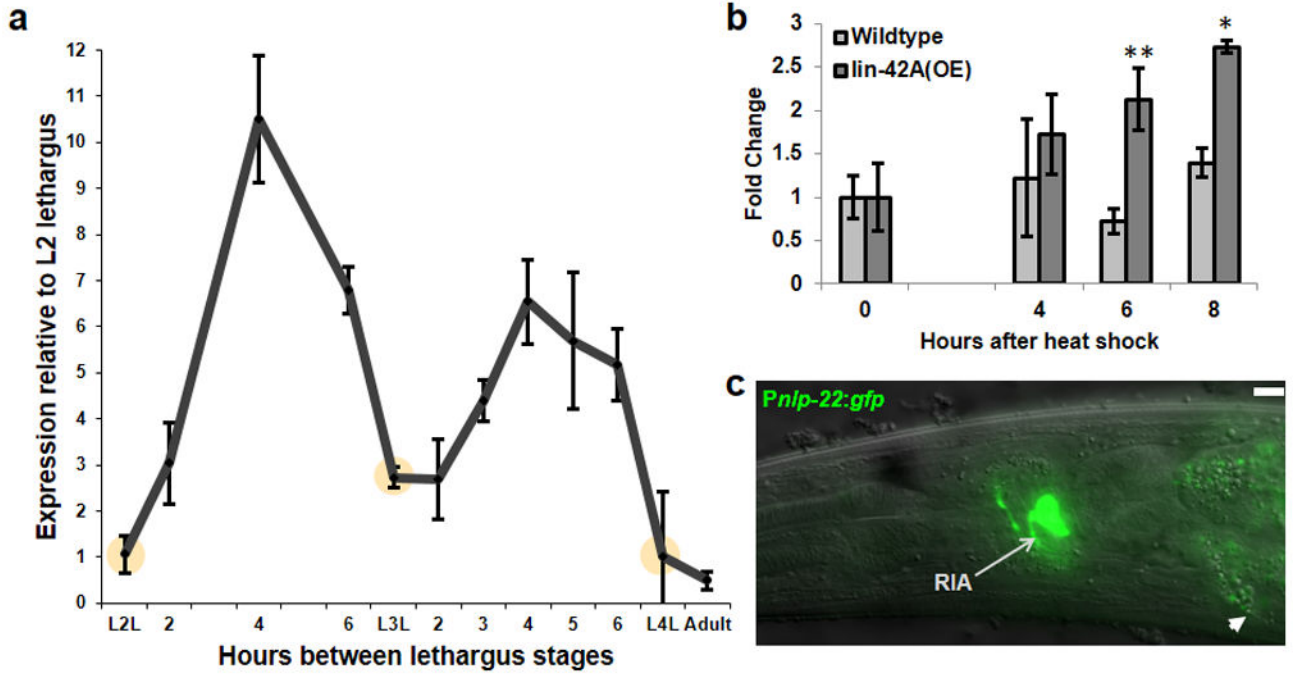 a
Expression relative to L2 lethargus
12
11
10
9
8
7
6
5
4
3
2
1
0
L2L 2 4 6 L3L 2 3 4 5 6 L4L Adult
Hours between lethargus stages
b
Fold Change
3
2.5
2
1.5
1
0.5
0
Wildtype
lin-42A(OE)
** *
0 4 6 8
Hours after heat shock
c
Pnlp-22:gfp
RIA